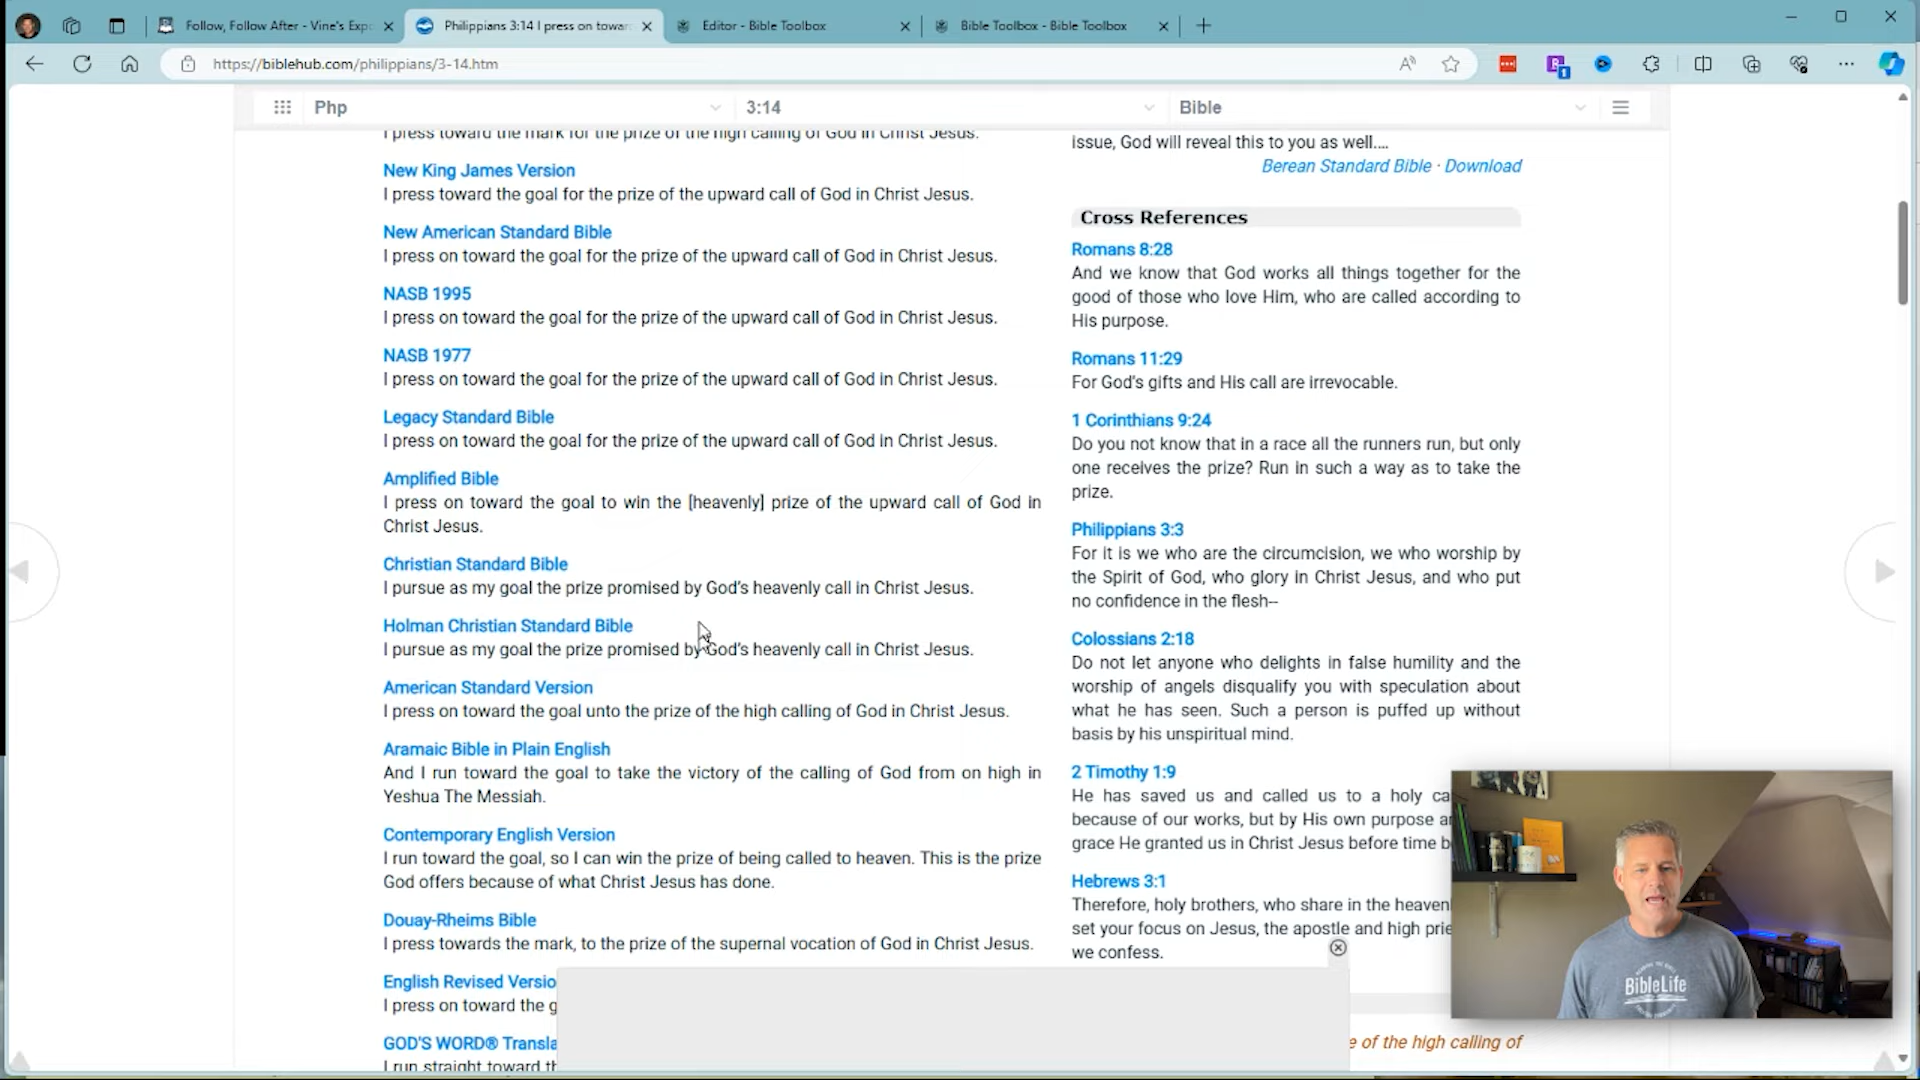 Follow, Follow After - Vine's Expo
Philippians 3:14 I press on towar
Editor - Bible Toolbox
Bible Toolbox - Bible Toolbox
https://biblehub.com/philippians/3-14.htm
1
Php
3:14
Bible
I press toward the mark for the prize of the high calling of God in Christ Jesus.
New King James Version
I press toward the goal for the prize of the upward call of God in Christ Jesus.
New American Standard Bible
I press on toward the goal for the prize of the upward call of God in Christ Jesus.
NASB 1995
I press on toward the goal for the prize of the upward call of God in Christ Jesus.
NASB 1977
I press on toward the goal for the prize of the upward call of God in Christ Jesus.
Legacy Standard Bible
I press on toward the goal for the prize of the upward call of God in Christ Jesus.
Amplified Bible
I press on toward the goal to win the [heavenly] prize of the upward call of God in
Christ Jesus.
Christian Standard Bible
I pursue as my goal the prize promised by God's heavenly call in Christ Jesus.
Holman Christian Standard Bible
I pursue as my goal the prize promised by God's heavenly call in Christ Jesus.
American Standard Version
I press on toward the goal unto the prize of the high calling of God in Christ Jesus.
Aramaic Bible in Plain English
And I run toward the goal to take the victory of the calling of God from on high in
Yeshua The Messiah.
Contemporary English Version
I run toward the goal, so I can win the prize of being called to heaven. This is the prize
God offers because of what Christ Jesus has done.
Douay-Rheims Bible
I press towards the mark, to the prize of the supernal vocation of God in Christ Jesus.
English Revised Versio
I press on toward the g
GOD'S WORD® Transla
I run straight toward th
issue, God will reveal this to you as well....
Berean Standard Bible · Download
Cross References
Romans 8:28
And we know that God works all things together for the
good of those who love Him, who are called according to
His purpose.
Romans 11:29
For God's gifts and His call are irrevocable.
1 Corinthians 9:24
Do you not know that in a race all the runners run, but only
one receives the prize? Run in such a way as to take the
prize.
Philippians 3:3
For it is we who are the circumcision, we who worship by
the Spirit of God, who glory in Christ Jesus, and who put
no confidence in the flesh--
Colossians 2:18
Do not let anyone who delights in false humility and the
worship of angels disqualify you with speculation about
what he has seen. Such a person is puffed up without
basis by his unspiritual mind.
2 Timothy 1:9
He has saved us and called us to a holy ca
because of our works, but by His own purpose a
grace He granted us in Christ Jesus before time b
Hebrews 3:1
Therefore, holy brothers, who share in the heavenl
set your focus on Jesus, the apostle and high prie
we confess.
e of the high calling of
BibleLife